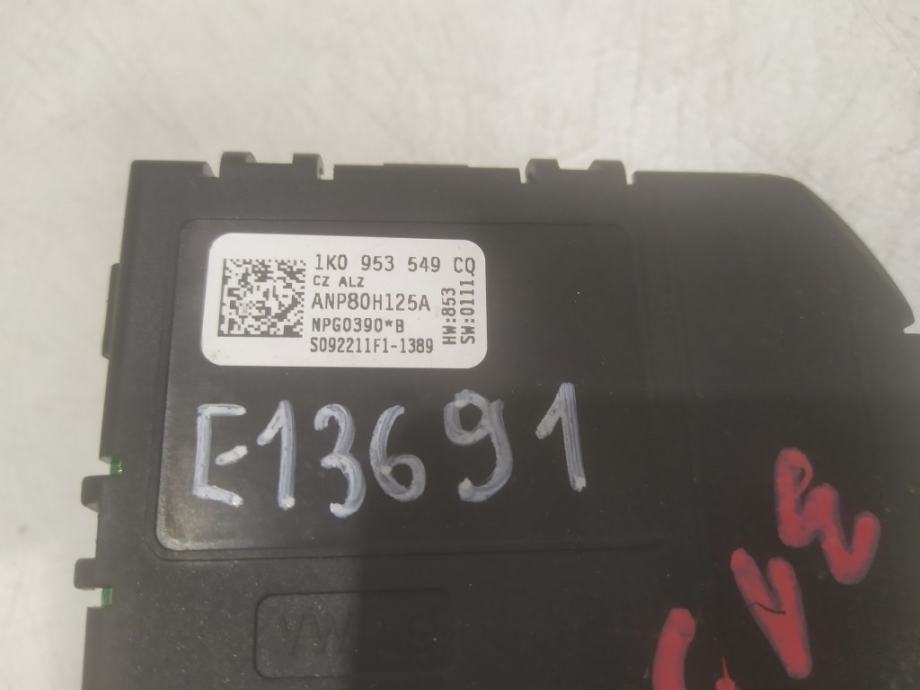 1K0 953 549 CQ
CZ ALZ
ANP80H125A
NPG0390*B
S092211F1-1389
HW:853
SW:0111
E13691